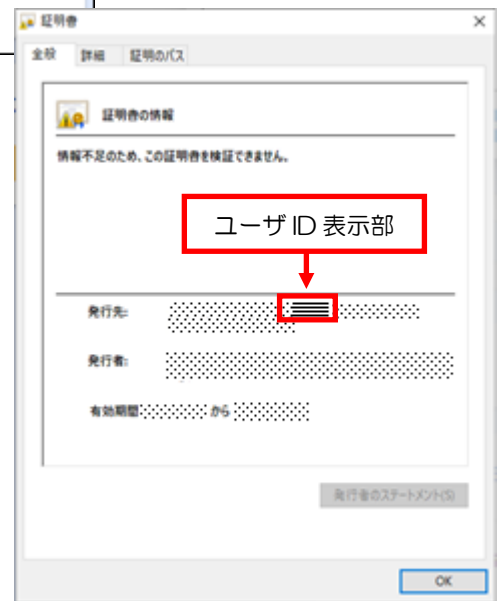 証明書
全般 詳細 証明のパス
証明書の情報
情報不足のため、この証明書を検証できません。
ユーザID 表示部
発行先:
発行者:
有効期間 から
発行者のステートメント(S)
OK